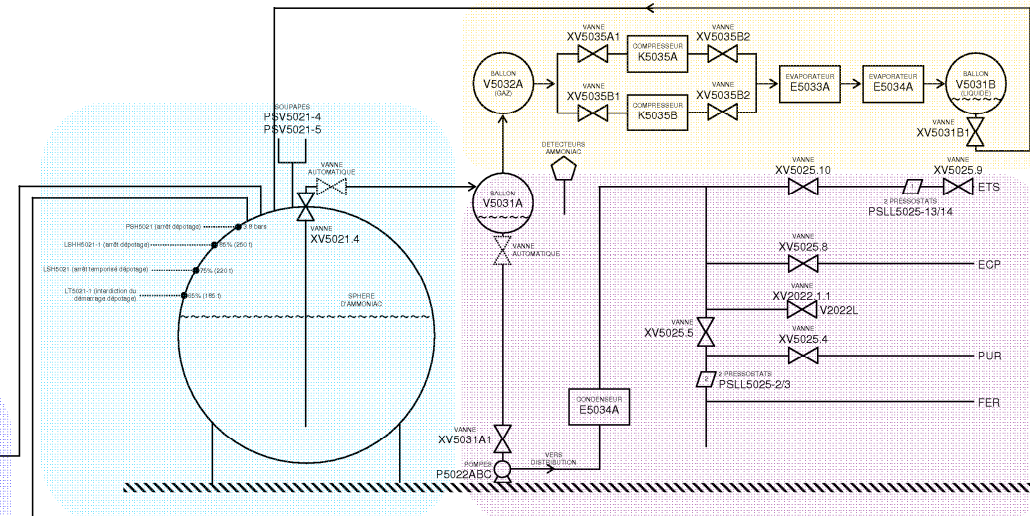 VANNE
XV5035A1
COMPRESSEUR
K5035A
VANNE
XV5035B2
BALLON
V5032A
(GAZ)
VANNE
XV5035B1
COMPRESSEUR
K5035B
VANNE
XV5035B2
EVAPORATEUR
E5033A
EVAPORATEUR
E5034A
BALLON
V5031B
(LIQUIDE)
VANNE
XV5031B1
SOUPAPES
PSV5021-4
PSV5021-5
VANNE
AUTOMATIQUE
DETECTEURS
AMMONIAC
BALLON
V5031A
VANNE
XV5021.4
VANNE
AUTOMATIQUE
VANNE
XV5025.10
VANNE
XV5025.9
ETS
1
2 PRESSOSTATS
PSLL5025-13/14
PSH5021 (arrêt dépotage)
3.9 bars
LSHH5021-1 (arrêt dépotage)
85% (250 t)
LSH5021 (arrêt temporisé dépotage)
75% (220 t)
LT5021-1 (interdiction du
démarrage dépotage)
65% (185 t)
SPHERE
D'AMMONIAC
VANNE
XV5025.8
ECP
VANNE
XV2022.1.1
V2022L
VANNE
XV5025.5
VANNE
XV5025.4
PUR
2
2 PRESSOSTATS
PSLL5025-2/3
FER
CONDENSEUR
E5034A
VANNE
XV5031A1
POMPES
P5022ABC
VERS
DISTRIBUTION